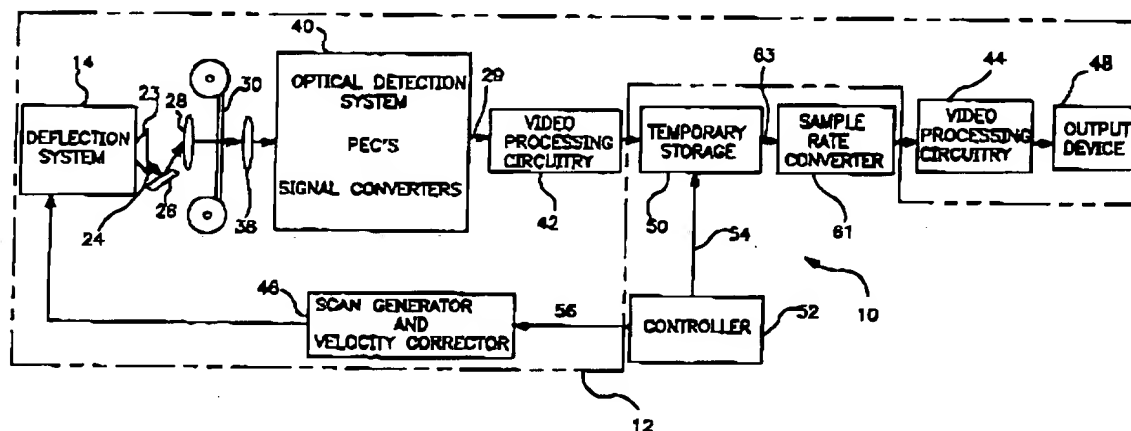 40
14
23
28
30
29
63
44
48
DEFLECTION
SYSTEM
OPTICAL DETECTION
SYSTEM
PEC'S
SIGNAL CONVERTERS
VIDEO
PROCESSING
CIRCUITRY
TEMPORARY
STORAGE
SAMPLE
RATE
CONVERTER
VIDEO
PROCESSING
CIRCUITRY
OUTPUT
DEVICE
24
26
38
42
50
54
61
46
SCAN GENERATOR
AND
VELOCITY CORRECTOR
56
CONTROLLER
52
10
12